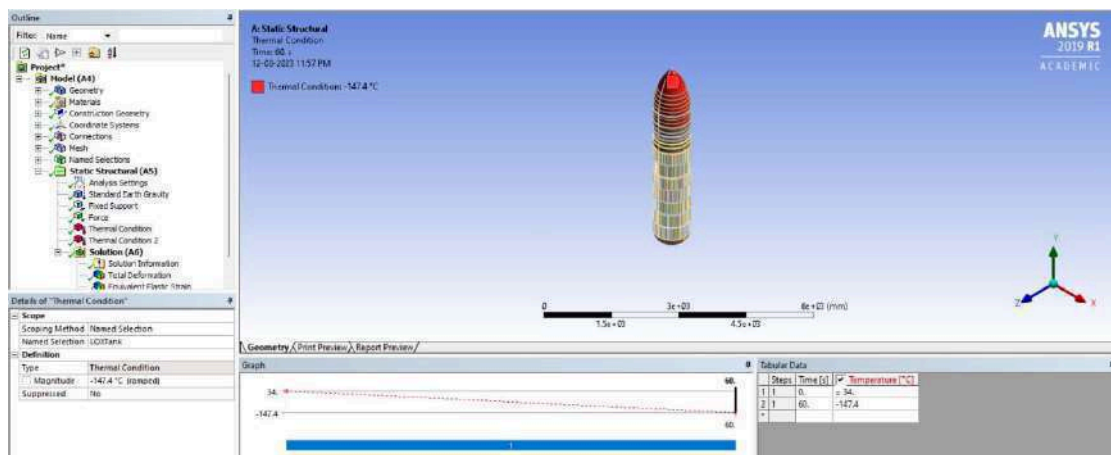 Outline
Filter: Name
Project*
Model (A4)
Geometry
Materials
Construction Geometry
Coordinate Systems
Connections
Mesh
Named Selections
Static Structural (A5)
Analysis Settings
Standard Earth Gravity
Fixed Support
Force
Thermal Condition
Thermal Condition 2
Solution (A6)
Solution Information
Total Deformation
Equivalent Elastic Strain
Details of "Thermal Condition"
Scope
Scoping Method Named Selection
Named Selection LOXTank
Definition
Type Thermal Condition
Magnitude -147.4 °C (ramped)
Suppressed No
A: Static Structural
Thermal Condition
Time: 60. s
12-03-2023 11:57 PM
Thermal Condition: -147.4 °C
ANSYS
2019 R1
ACADEMIC
Y
Z X
0 3e+03 6e+03 (mm)
1.5e+03 4.5e+03
Geometry Print Preview Report Preview
Graph
60.
34.
-147.4
60.
1
Tabular Data
Steps Time [s] Temperature [°C]
1 1 0. = 34.
2 1 60. -147.4
*